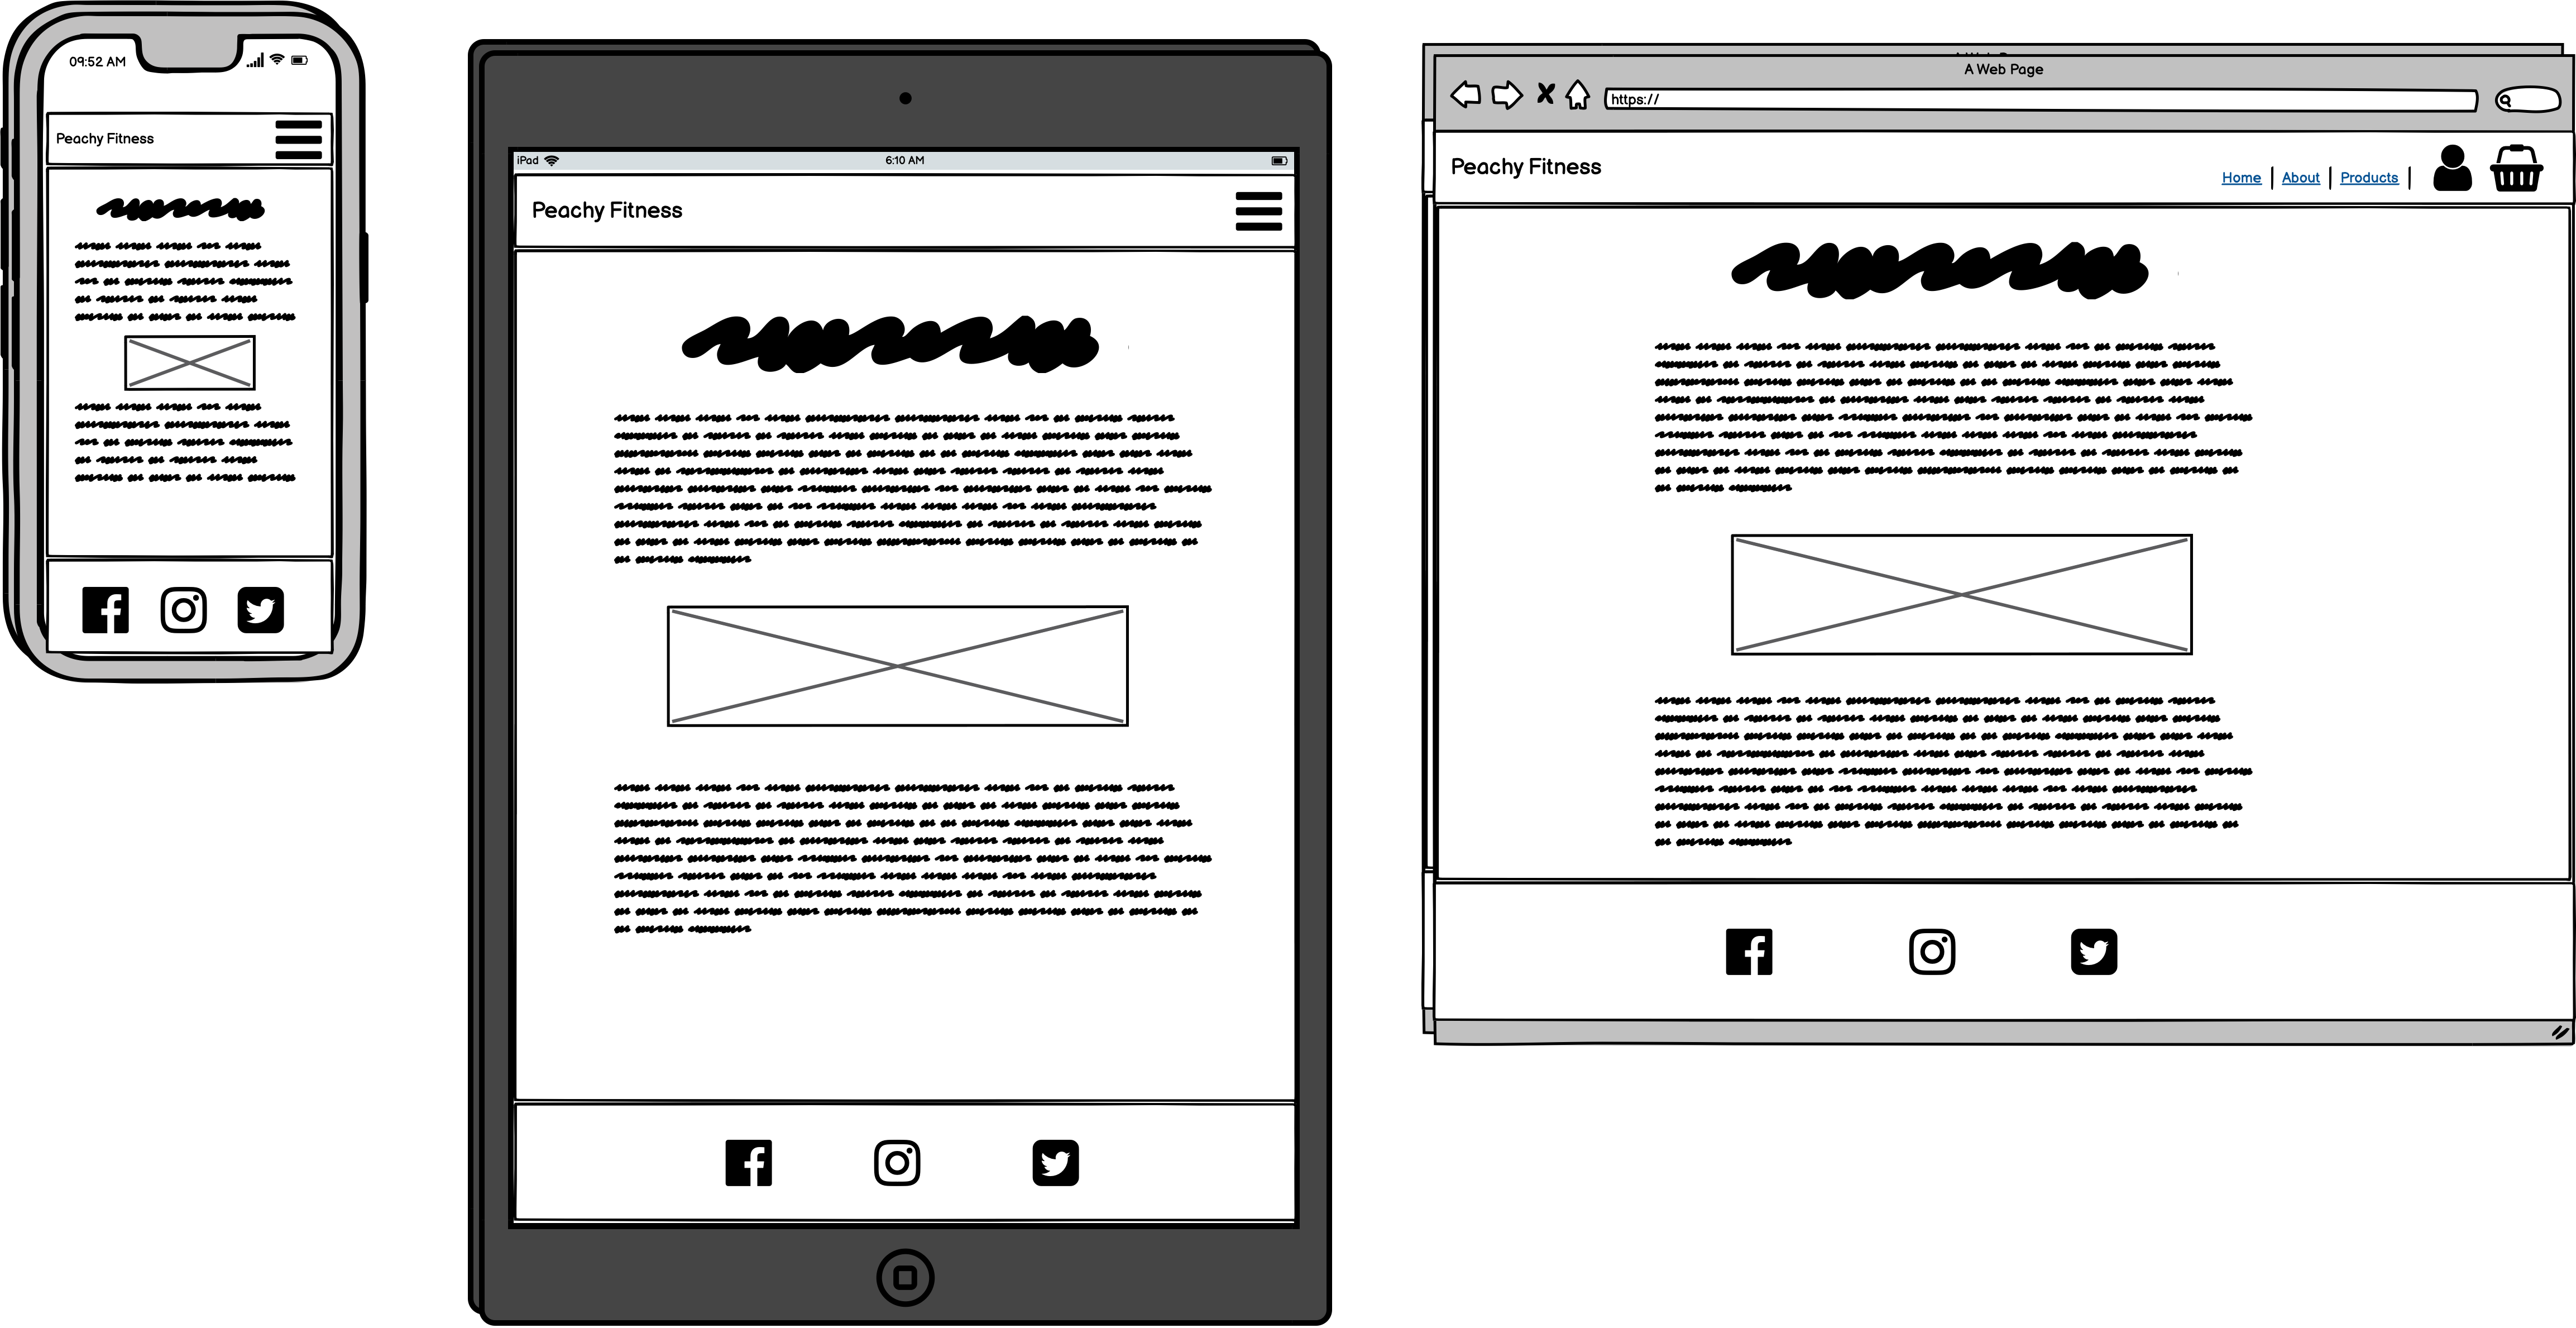 09:52 AM
Peachy Fitness
iPad
6:10 AM
Peachy Fitness
A Web Page
https://
Peachy Fitness
Home | About | Products |